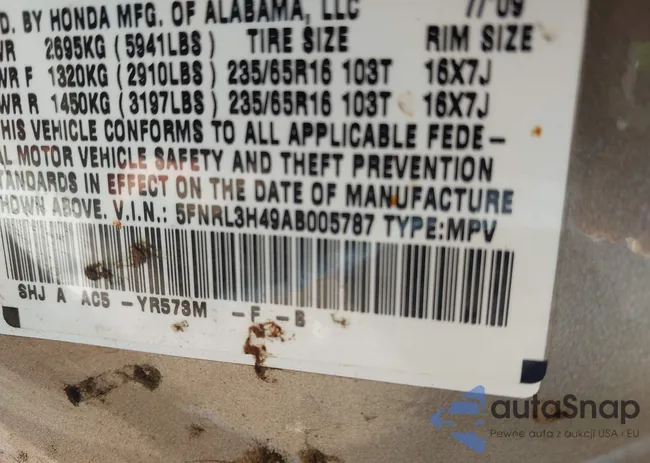 D. BY HONDA MFG. OF ALABAMA, LLC 7/09
WR 2695KG (5941LBS) TIRE SIZE RIM SIZE
WR F 1320KG (2910LBS) 235/65R16 103T 16X7J
WR R 1450KG (3197LBS) 235/65R16 103T 16X7J
THIS VEHICLE CONFORMS TO ALL APPLICABLE FEDE-
AL MOTOR VEHICLE SAFETY AND THEFT PREVENTION
STANDARDS IN EFFECT ON THE DATE OF MANUFACTURE
SHOWN ABOVE. V.I.N.: 5FNRL3H49AB005787 TYPE:MPV
SHJ A AC5 -YR573M -F -B
autaSnap
Pewne auta z aukcji USA i EU